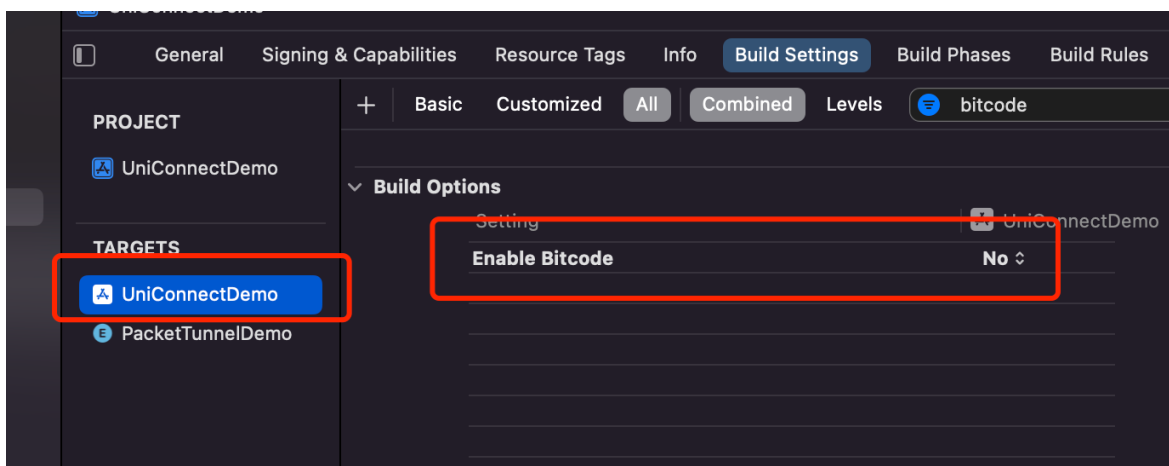 UniConnectDemo
General Signing & Capabilities Resource Tags Info Build Settings Build Phases Build Rules
Basic Customized All Combined Levels bitcode
PROJECT
UniConnectDemo
TARGETS
UniConnectDemo
E PacketTunnelDemo
Build Options
Setting UniConnectDemo
Enable Bitcode No